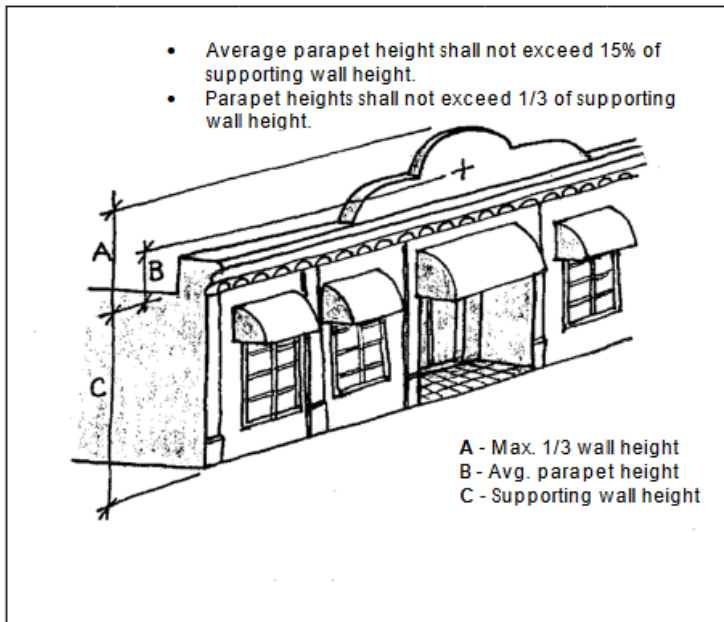 • Average parapet height shall not exceed 15% of
supporting wall height.
• Parapet heights shall not exceed 1/3 of supporting
wall height.
A
B
C
A - Max. 1/3 wall height
B - Avg. parapet height
C - Supporting wall height